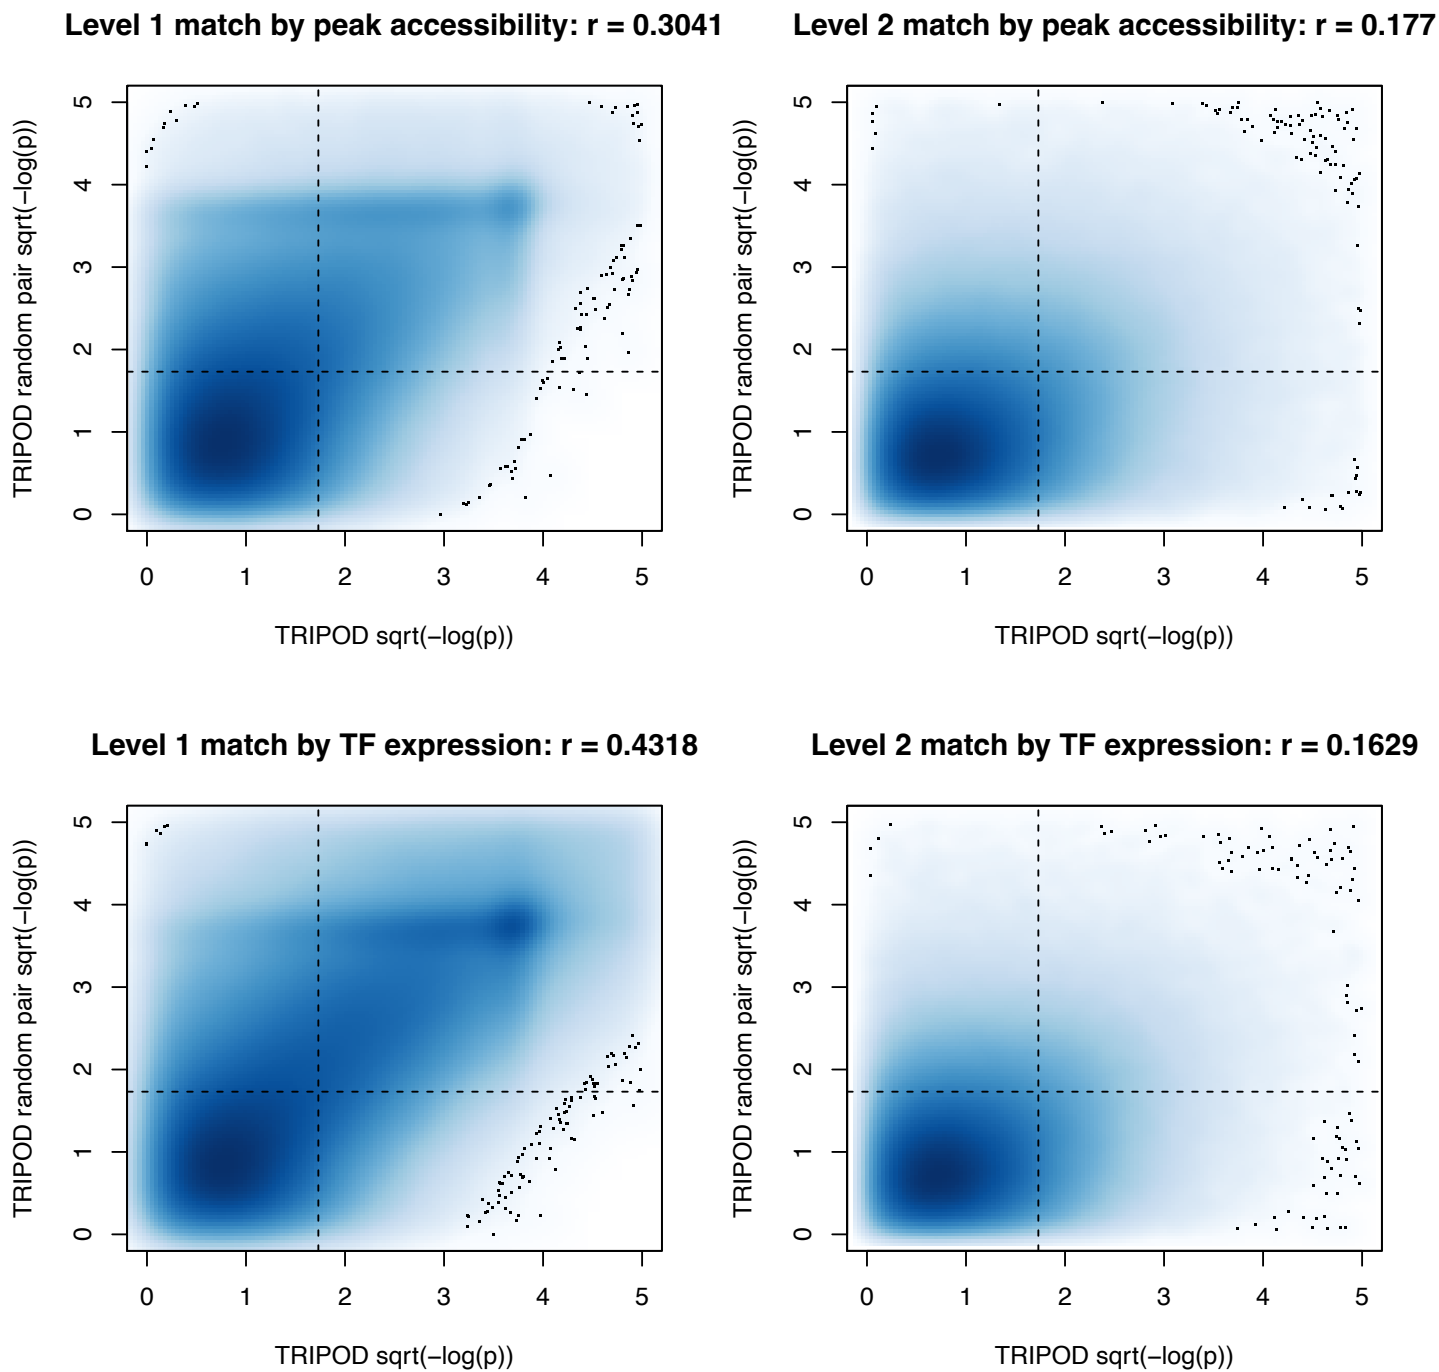 Level 1 match by peak accessibility: r = 0.3041
TRIPOD random pair sqrt(−log(p))
0 1 2 3 4 5
0 1 2 3 4 5
TRIPOD sqrt(−log(p))
Level 2 match by peak accessibility: r = 0.177
TRIPOD random pair sqrt(−log(p))
0 1 2 3 4 5
0 1 2 3 4 5
TRIPOD sqrt(−log(p))
Level 1 match by TF expression: r = 0.4318
TRIPOD random pair sqrt(−log(p))
0 1 2 3 4 5
0 1 2 3 4 5
TRIPOD sqrt(−log(p))
Level 2 match by TF expression: r = 0.1629
TRIPOD random pair sqrt(−log(p))
0 1 2 3 4 5
0 1 2 3 4 5
TRIPOD sqrt(−log(p))